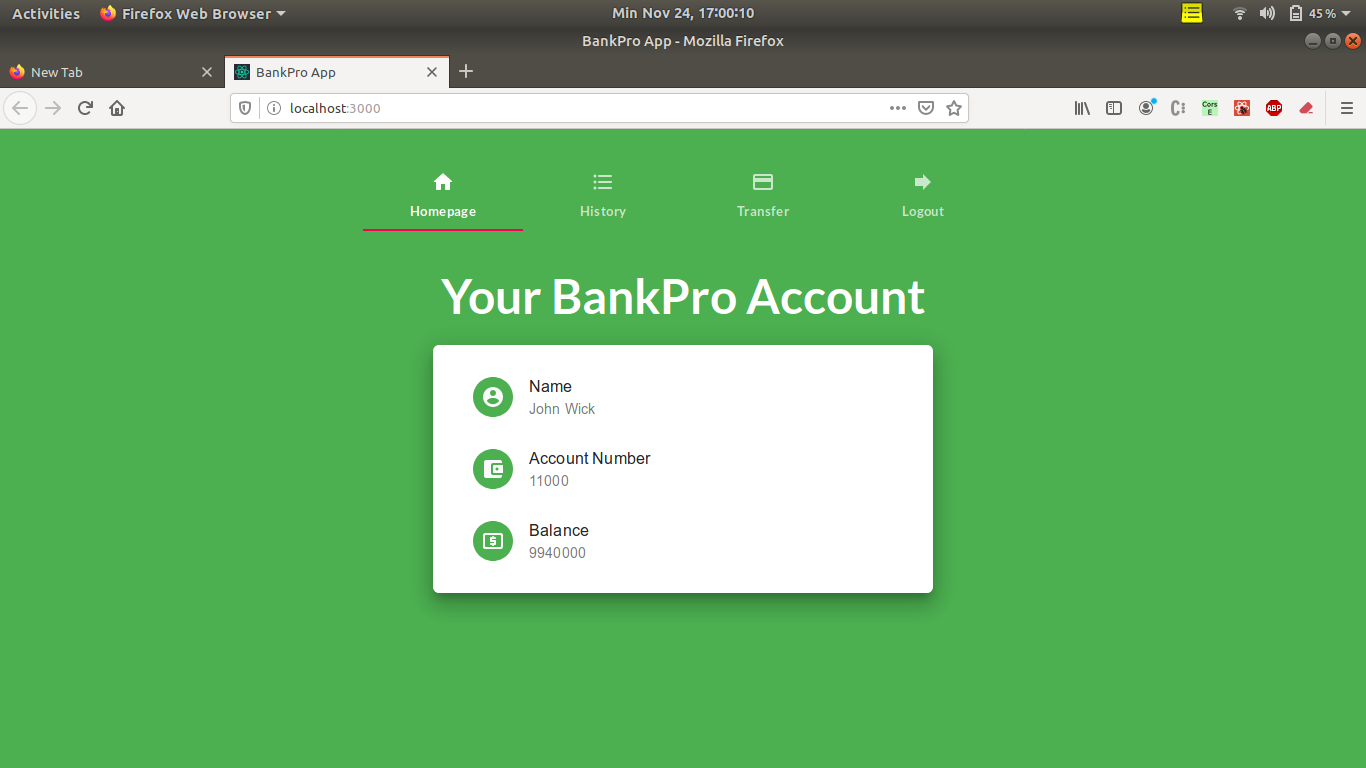 Activities Firefox Web Browser Min Nov 24, 17:00:10 45 %
BankPro App - Mozilla Firefox
New Tab BankPro App
localhost:3000 Cors E ABP
Homepage History Transfer Logout
Your BankPro Account
Name
John Wick
Account Number
11000
Balance
9940000